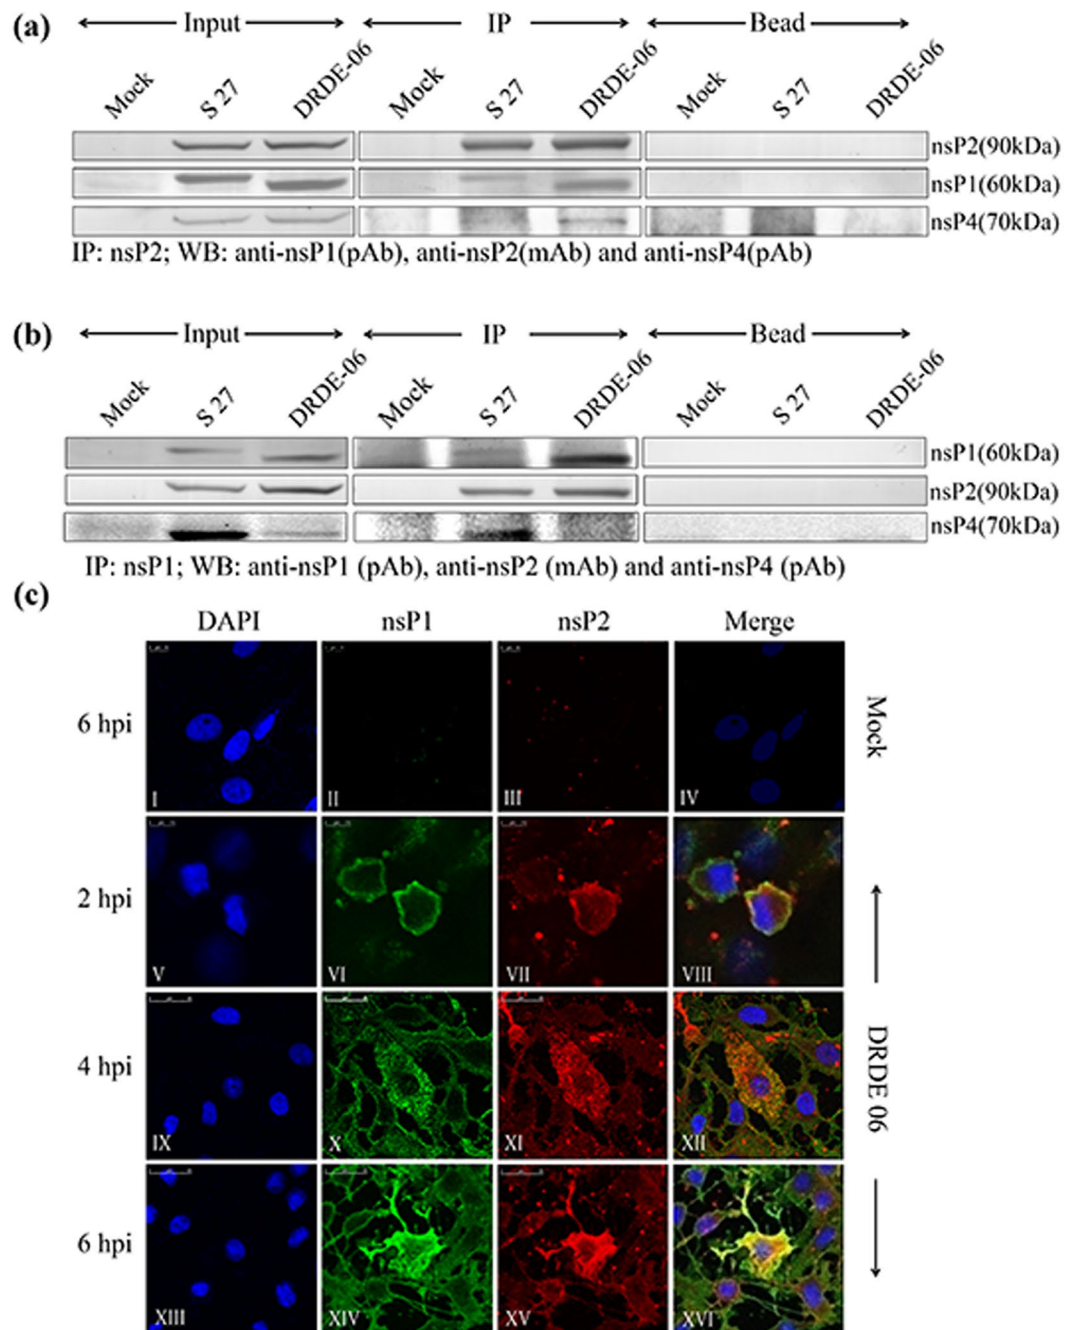 (a)
Input IP Bead
Mock S 27 DRDE-06 Mock S 27 DRDE-06 Mock S 27 DRDE-06
nsP2(90kDa)
nsP1(60kDa)
nsP4(70kDa)
IP: nsP2; WB: anti-nsP1(pAb), anti-nsP2(mAb) and anti-nsP4(pAb)
(b)
Input IP Bead
Mock S 27 DRDE-06 Mock S 27 DRDE-06 Mock S 27 DRDE-06
nsP1(60kDa)
nsP2(90kDa)
nsP4(70kDa)
IP: nsP1; WB: anti-nsP1 (pAb), anti-nsP2 (mAb) and anti-nsP4 (pAb)
(c)
DAPI nsP1 nsP2 Merge
6 hpi
I II III IV
Mock
2 hpi
V VI VII VIII
4 hpi
IX X XI XII
DRDE 06
6 hpi
XIII XIV XV XVI